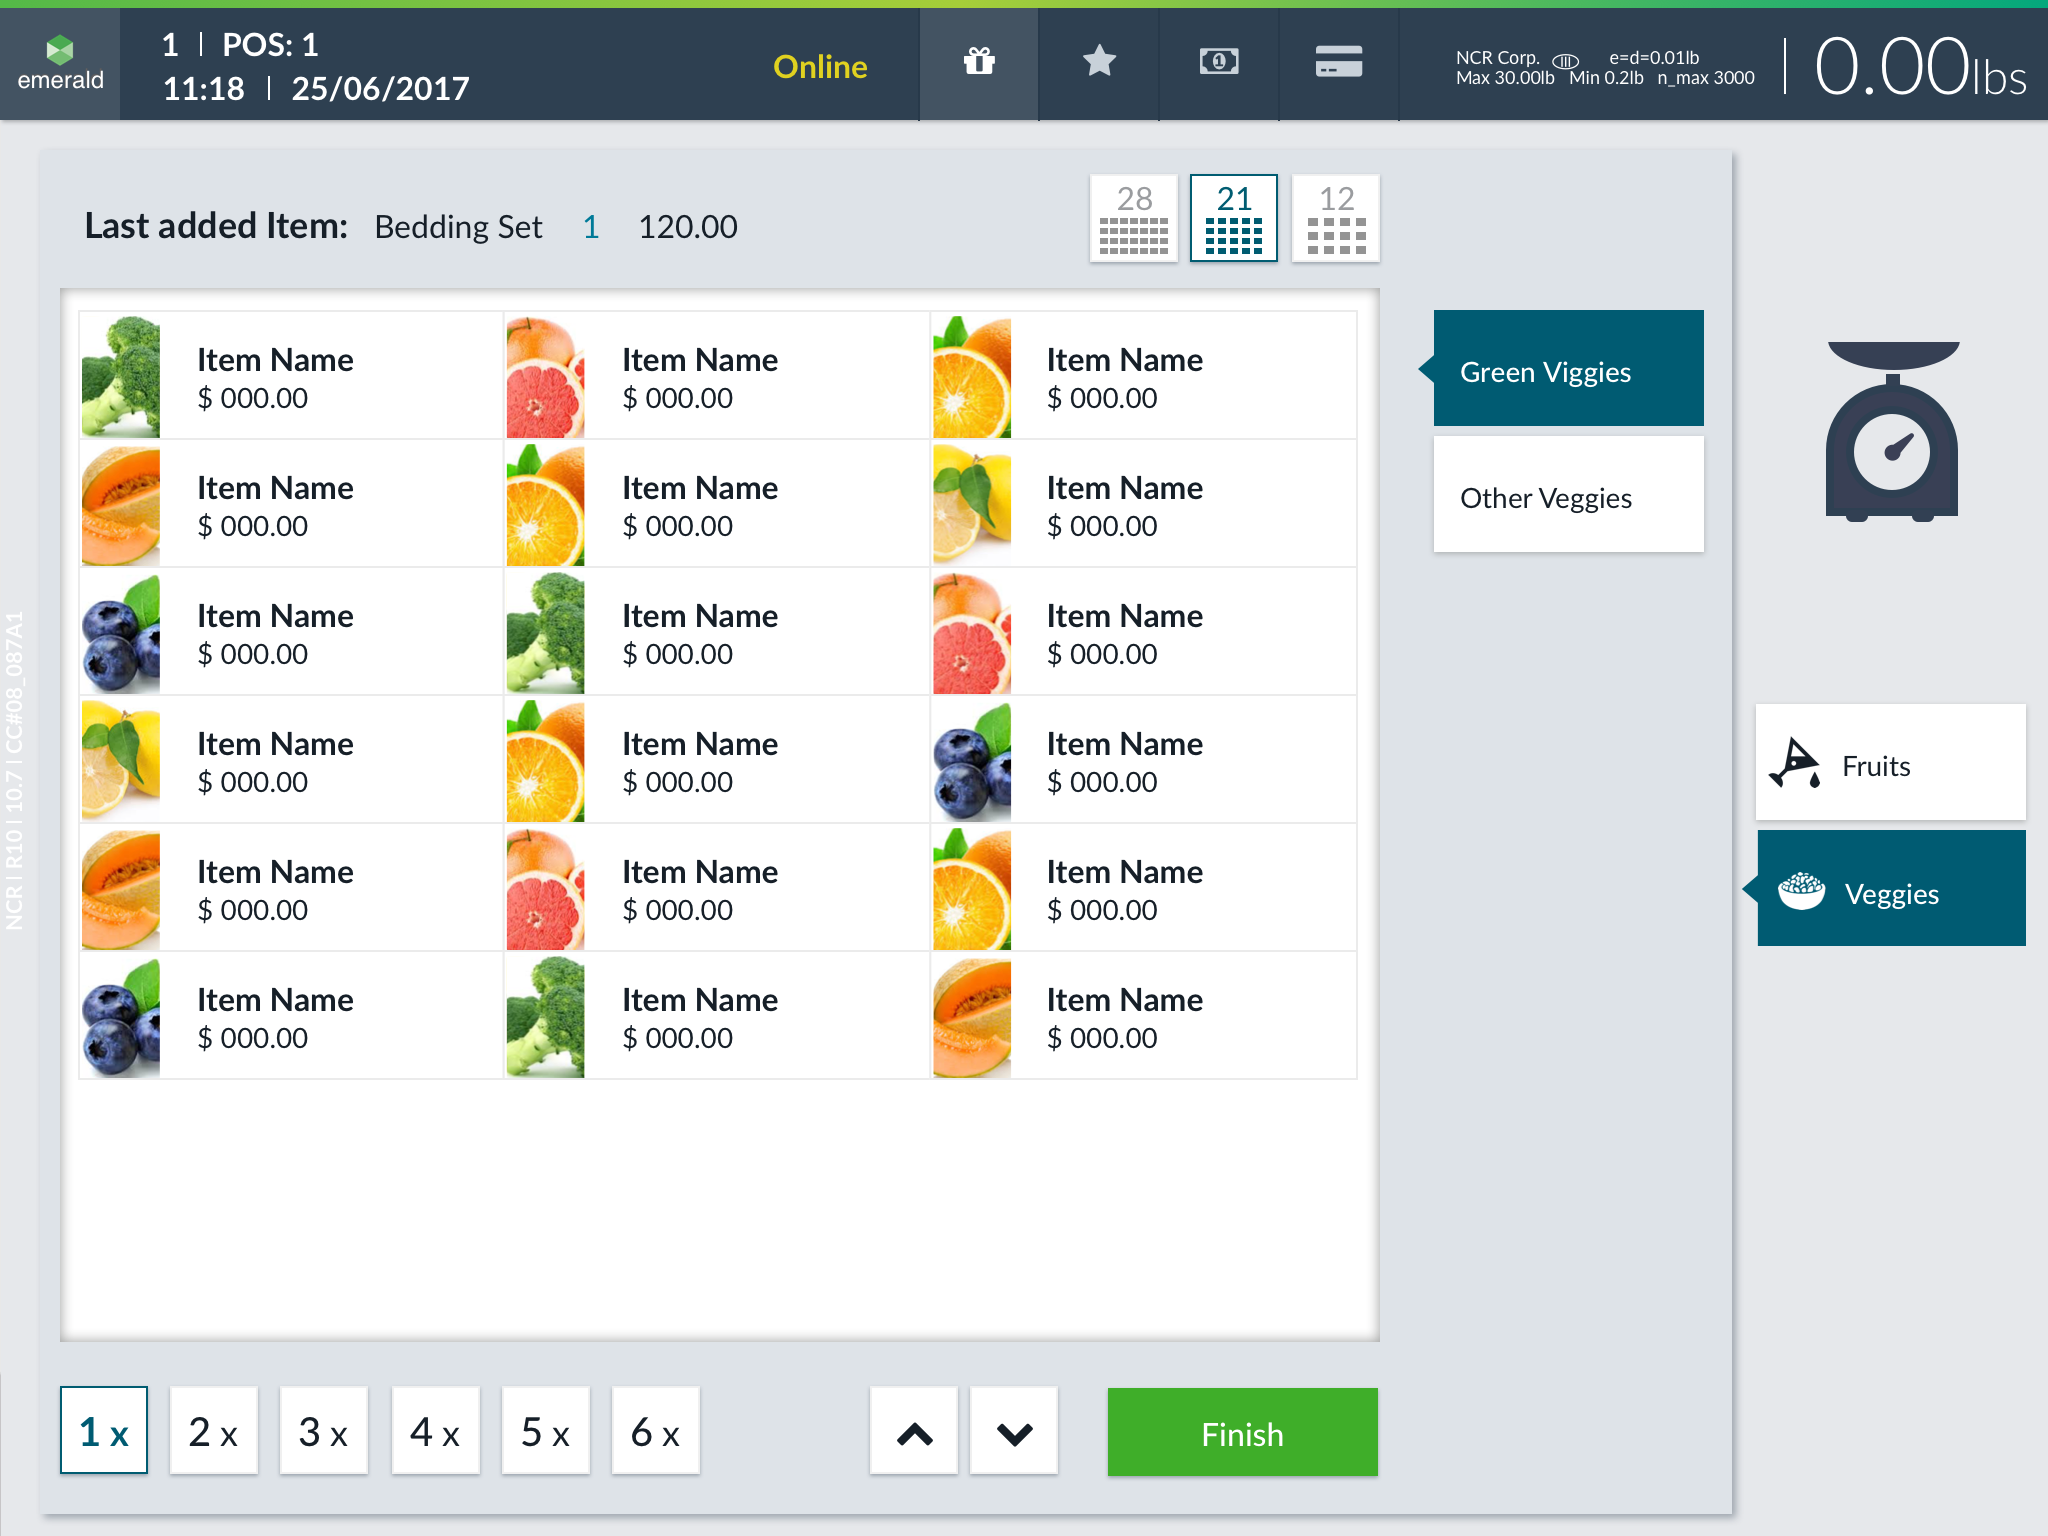 emerald
1 | POS: 1
11:18 | 25/06/2017
Online
1
NCR Corp. III e=d=0.01lb
Max 30.00lb Min 0.2lb n_max 3000
0.00lbs
Last added Item: Bedding Set 1 120.00
28 21 12
Item Name Item Name Item Name
$ 000.00 $ 000.00 $ 000.00
Item Name Item Name Item Name
$ 000.00 $ 000.00 $ 000.00
Item Name Item Name Item Name
$ 000.00 $ 000.00 $ 000.00
Item Name Item Name Item Name
$ 000.00 $ 000.00 $ 000.00
Item Name Item Name Item Name
$ 000.00 $ 000.00 $ 000.00
Item Name Item Name Item Name
$ 000.00 $ 000.00 $ 000.00
Green Viggies
Other Veggies
Fruits
Veggies
NCR | R10 | 10.7 | CC#08_087A1
1 x 2 x 3 x 4 x 5 x 6 x
Finish